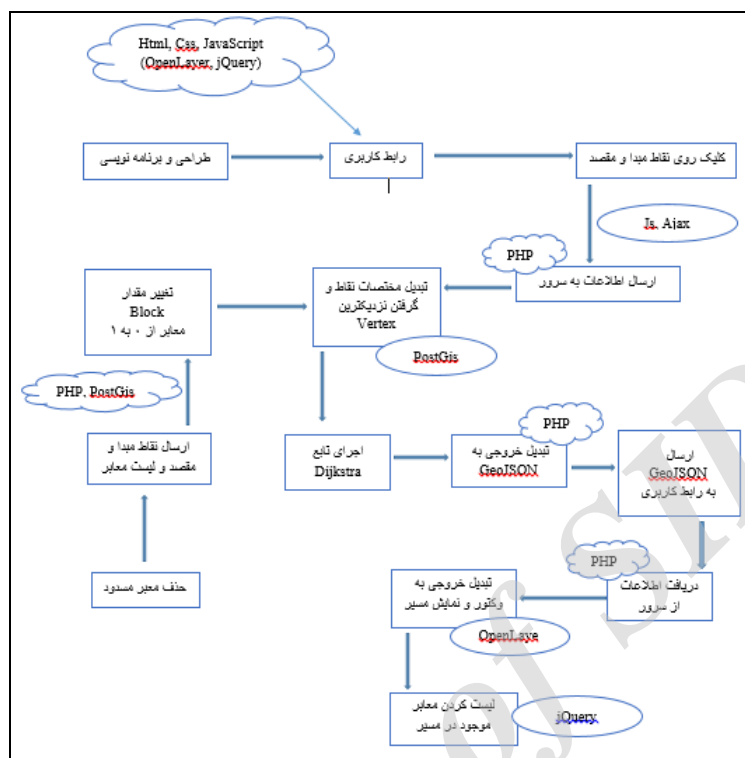 Html, Css, JavaScript
(OpenLayer, jQuery)
طراحی و برنامه نویسی
رابط کاربری
کلیک روی نقاط مبدا و مقصد
Js, Ajax
PHP
ارسال اطلاعات به سرور
تبدیل مختصات نقاط و
گرفتن نزدیکترین
Vertex
PostGis
تغییر مقدار
Block
معابر از ۰ به ۱
PHP, PostGis
ارسال نقاط مبدا و
مقصد و لیست معابر
حذف معبر مسدود
اجرای تابع
Dijkstra
PHP
تبدیل خروجی به
GeoJSON
ارسال
GeoJSON
به رابط کاربری
PHP
دریافت اطلاعات
از سرور
تبدیل خروجی به
وکتور و نمایش مسیر
OpenLaye
لیست کردن معابر
موجود در مسیر
jQuery
of SID